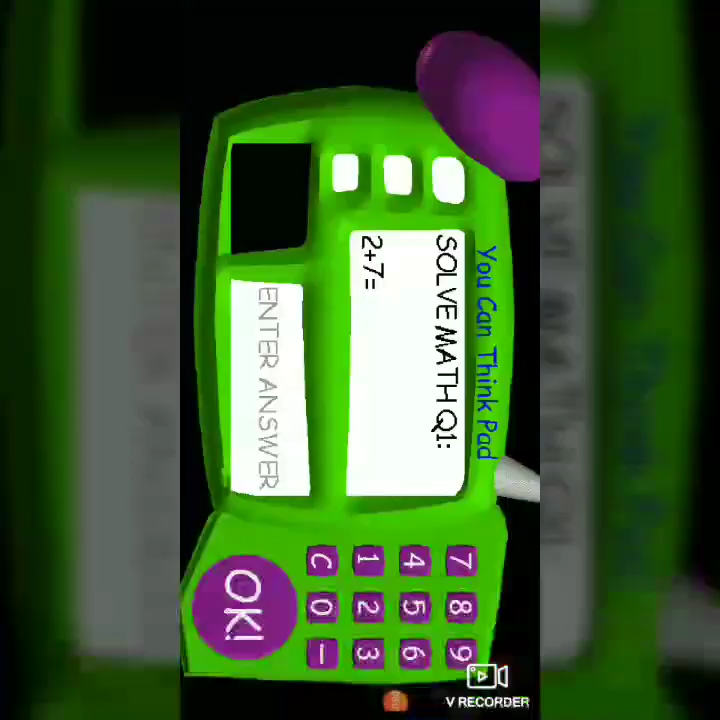 You Can Think Pad
SOLVE MATH Q1:
2+7=
ENTER ANSWER
7 8 9
4 5 6
1 2 3
C 0 -
OK!
V RECORDER